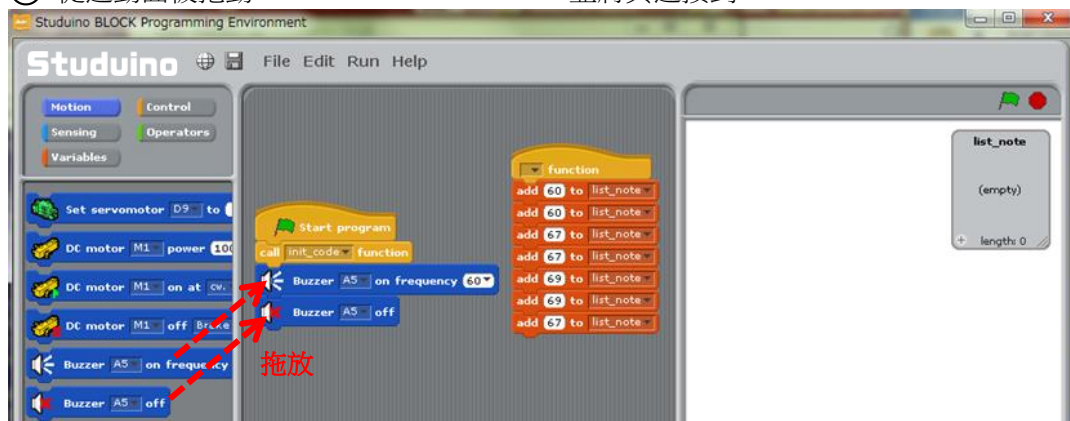 Studuino BLOCK Programming Environment
Studuino File Edit Run Help
Motion Control
Sensing Operators
Variables
Set servomotor D9 to
DC motor M1 power 100
DC motor M1 on at cw.
DC motor M1 off Brake
Buzzer A5 on frequency
Buzzer A5 off
Start program
call init_code function
Buzzer A5 on frequency 60
Buzzer A5 off
拖放
function
add 60 to list_note
add 60 to list_note
add 67 to list_note
add 67 to list_note
add 69 to list_note
add 69 to list_note
add 67 to list_note
list_note
(empty)
+ length: 0